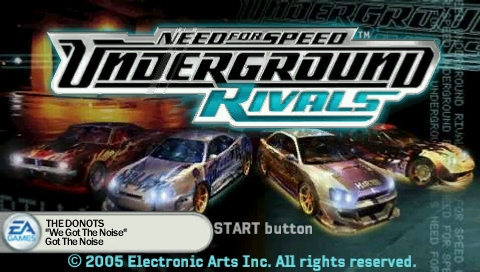 NEED FOR SPEED™
UNDERGROUND
RIVALS
THE DONOTS
"We Got The Noise"
Got The Noise
EA
GAMES
START button
© 2005 Electronic Arts Inc. All rights reserved.